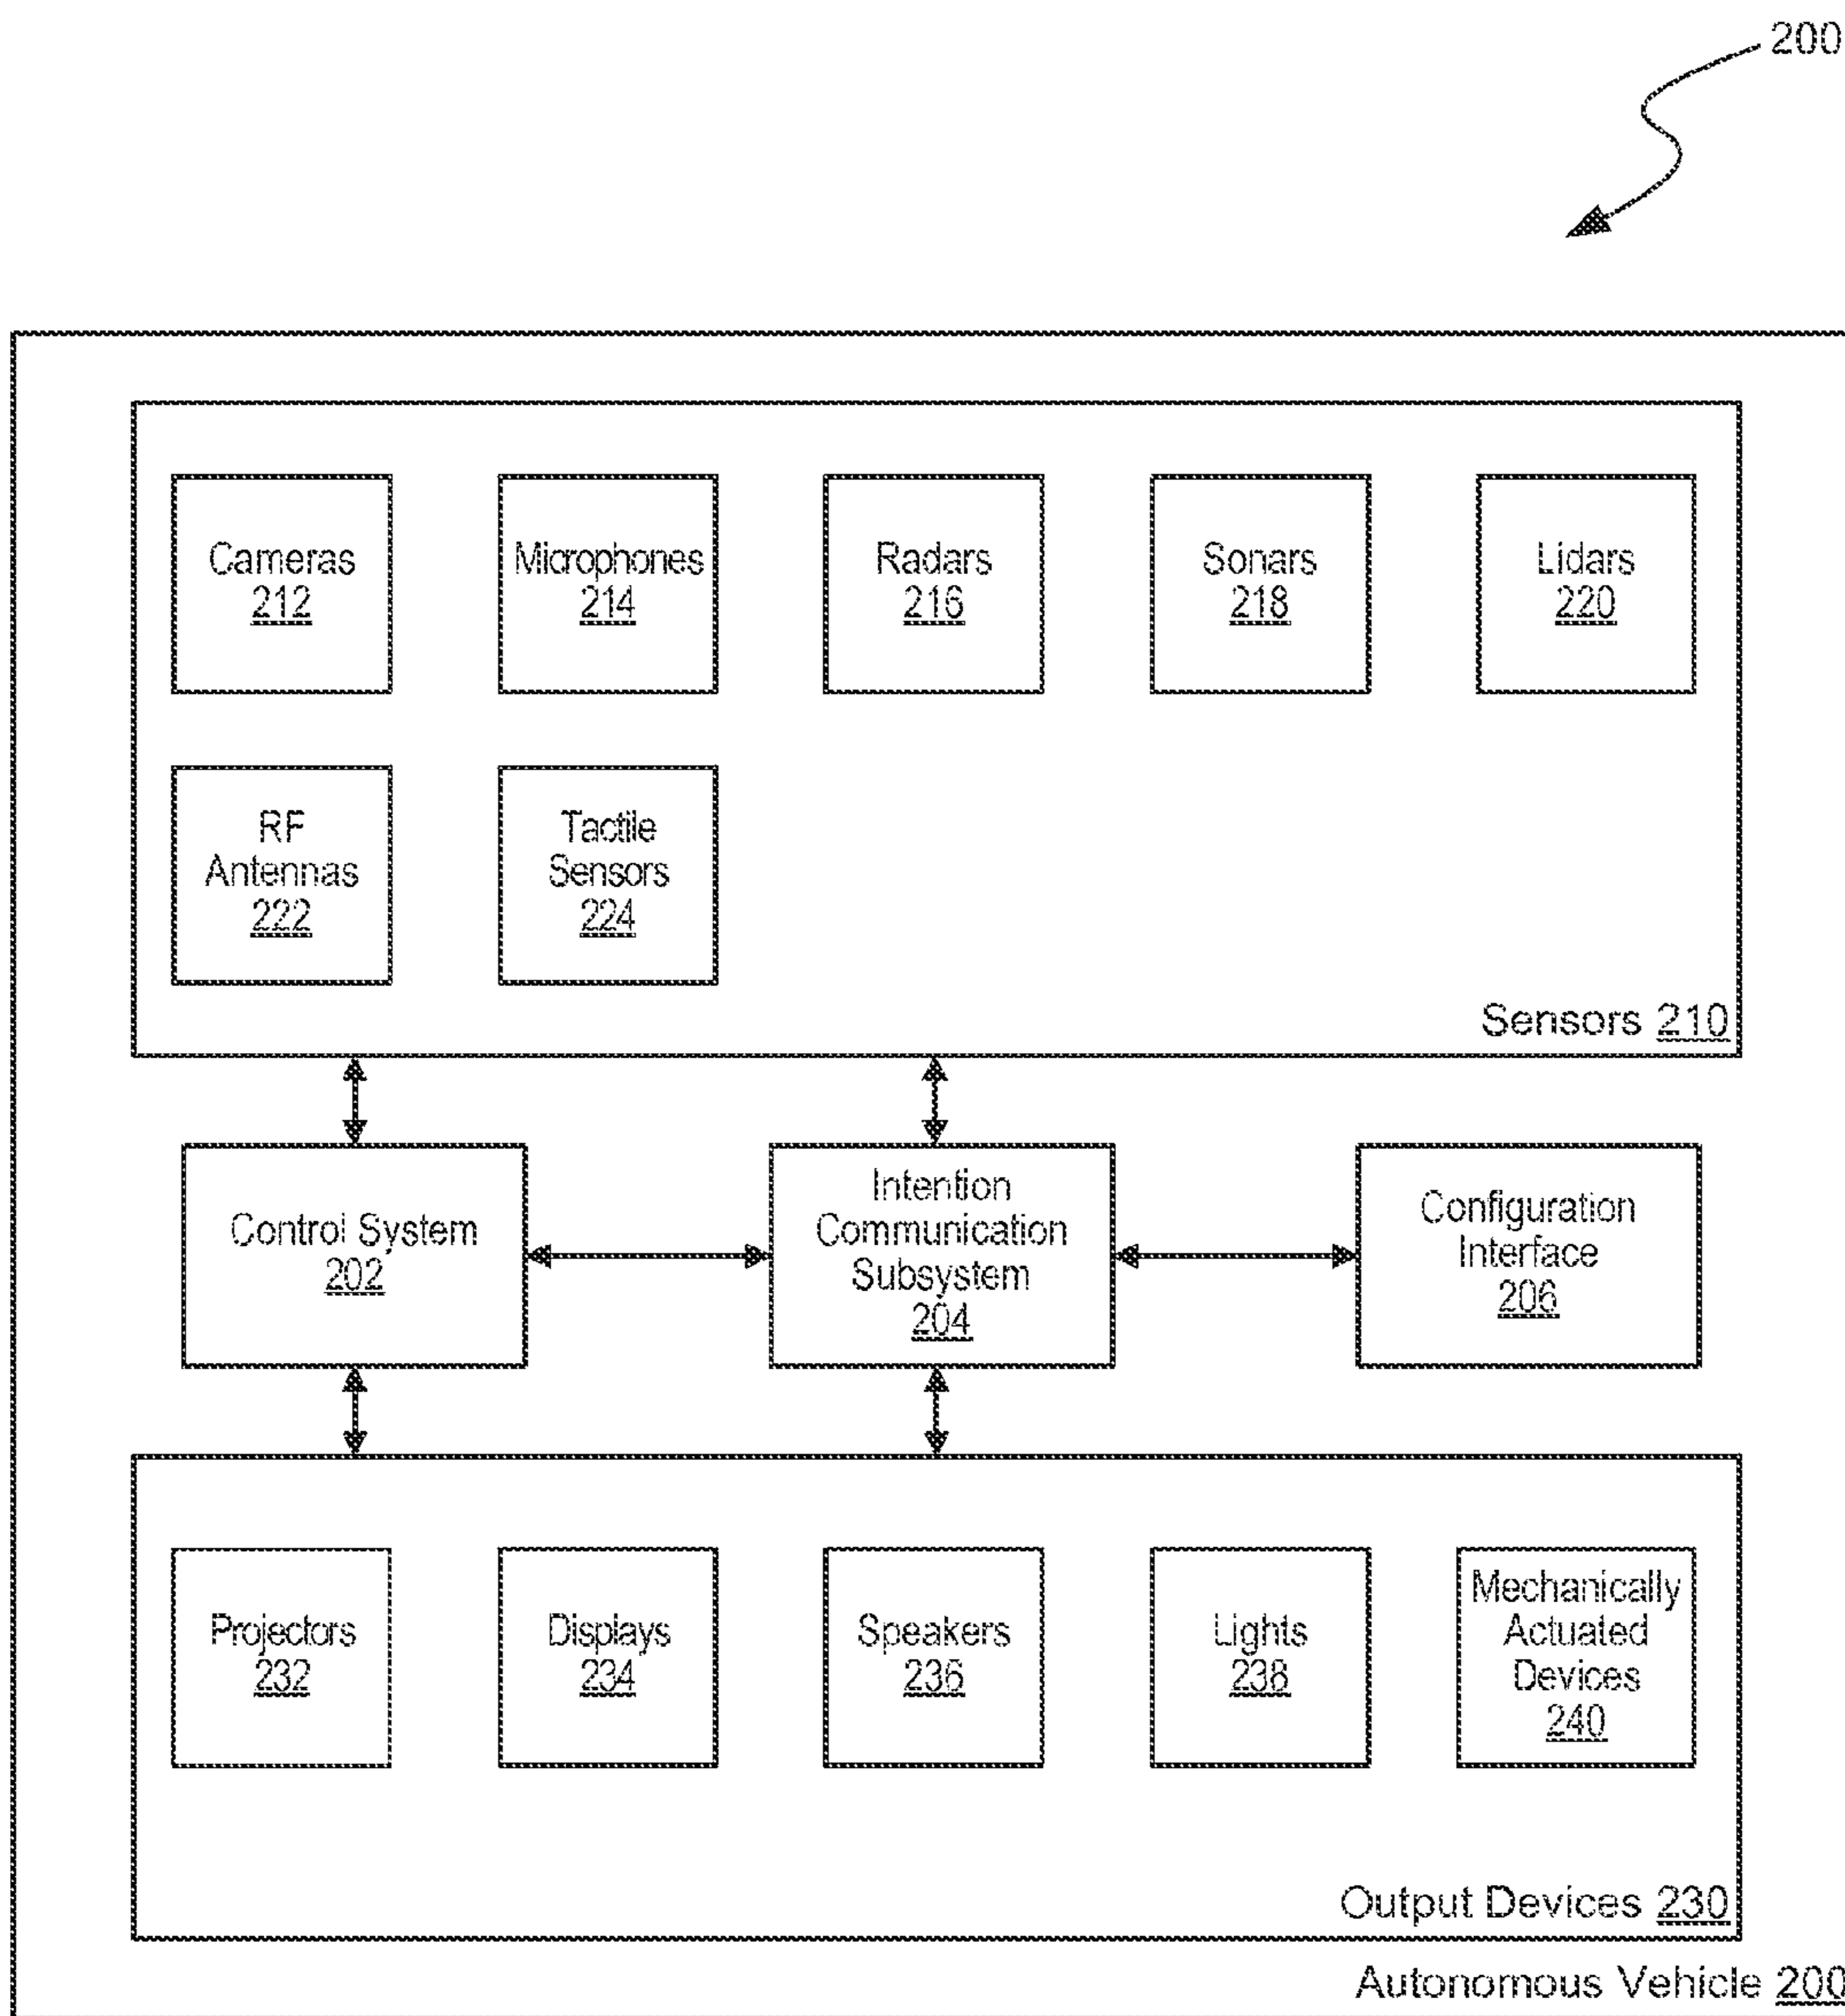 200
Cameras
212
Microphones
214
Radars
216
Sonars
218
Lidars
220
RF
Antennas
222
Tactile
Sensors
224
Sensors 210
Control System
202
Intention
Communication
Subsystem
204
Configuration
Interface
206
Projectors
232
Displays
234
Speakers
236
Lights
238
Mechanically
Actuated
Devices
240
Output Devices 230
Autonomous Vehicle 200